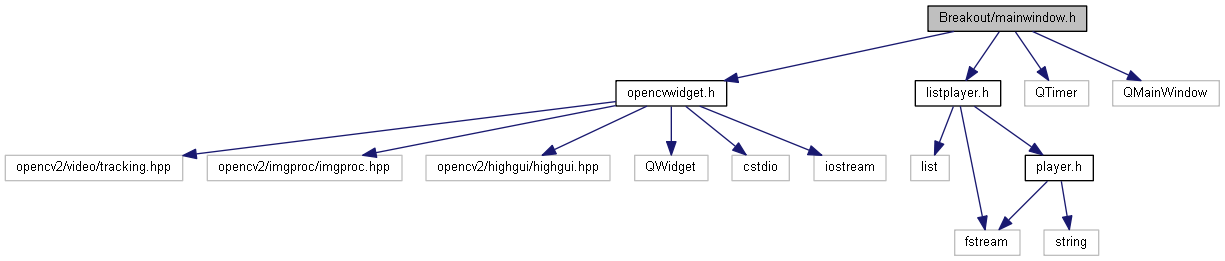 Breakout/mainwindow.h
opencvwidget.h
listplayer.h
QTimer
QMainWindow
opencv2/video/tracking.hpp
opencv2/imgproc/imgproc.hpp
opencv2/highgui/highgui.hpp
QWidget
cstdio
iostream
list
player.h
fstream
string